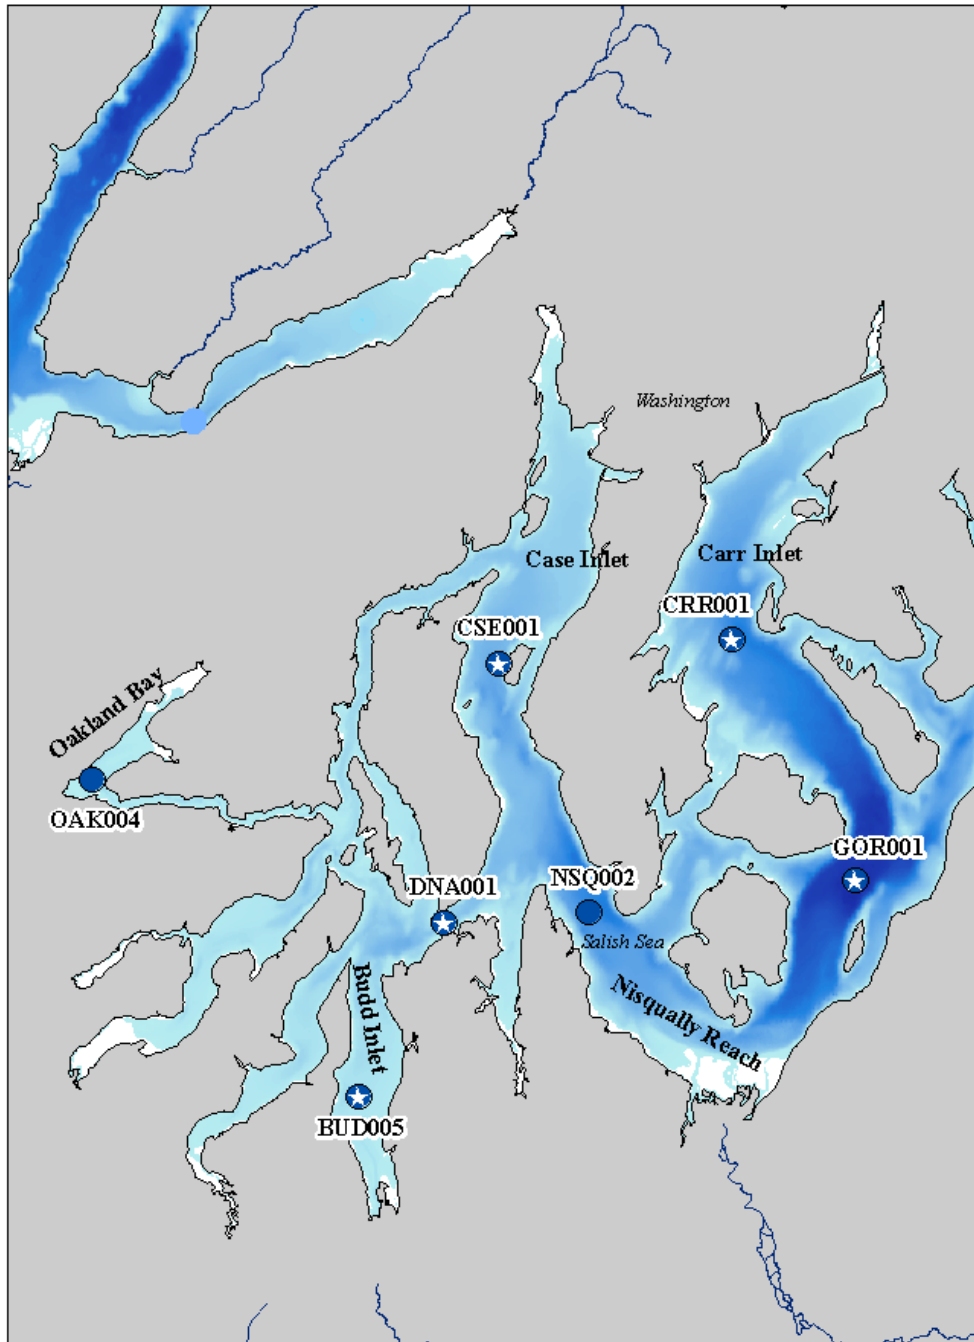 Washington
Case Inlet
Carr Inlet
CRR001
CSE001
Oakland Bay
OAK004
GOR001
DNA001
NSQ002
Salish Sea
Budd Inlet
Nisqually Reach
BUD005